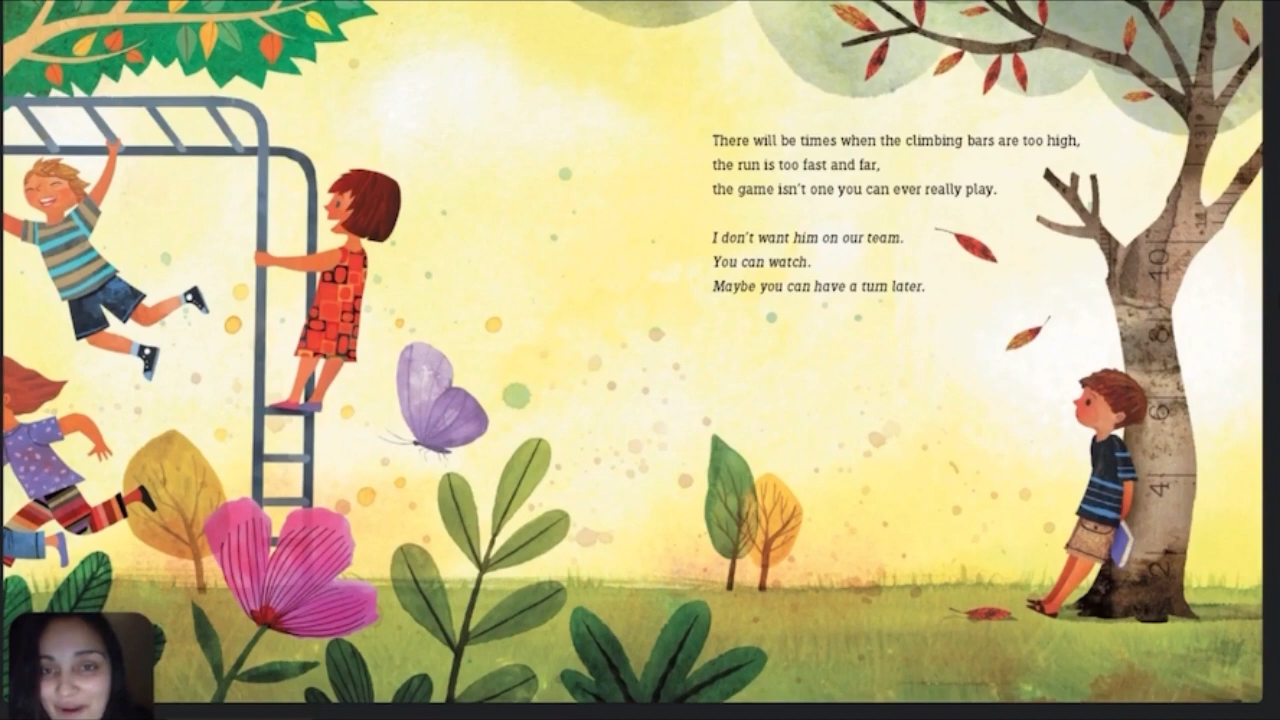 There will be times when the climbing bars are too high,
the run is too fast and far,
the game isn't one you can ever really play.
I don't want him on our team.
You can watch.
Maybe you can have a turn later.
10
8
6
4
2